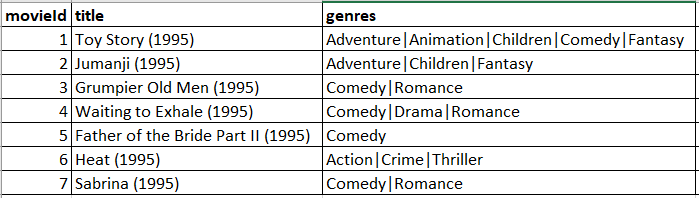 movieId title genres
1 Toy Story (1995) Adventure|Animation|Children|Comedy|Fantasy
2 Jumanji (1995) Adventure|Children|Fantasy
3 Grumpier Old Men (1995) Comedy|Romance
4 Waiting to Exhale (1995) Comedy|Drama|Romance
5 Father of the Bride Part II (1995) Comedy
6 Heat (1995) Action|Crime|Thriller
7 Sabrina (1995) Comedy|Romance